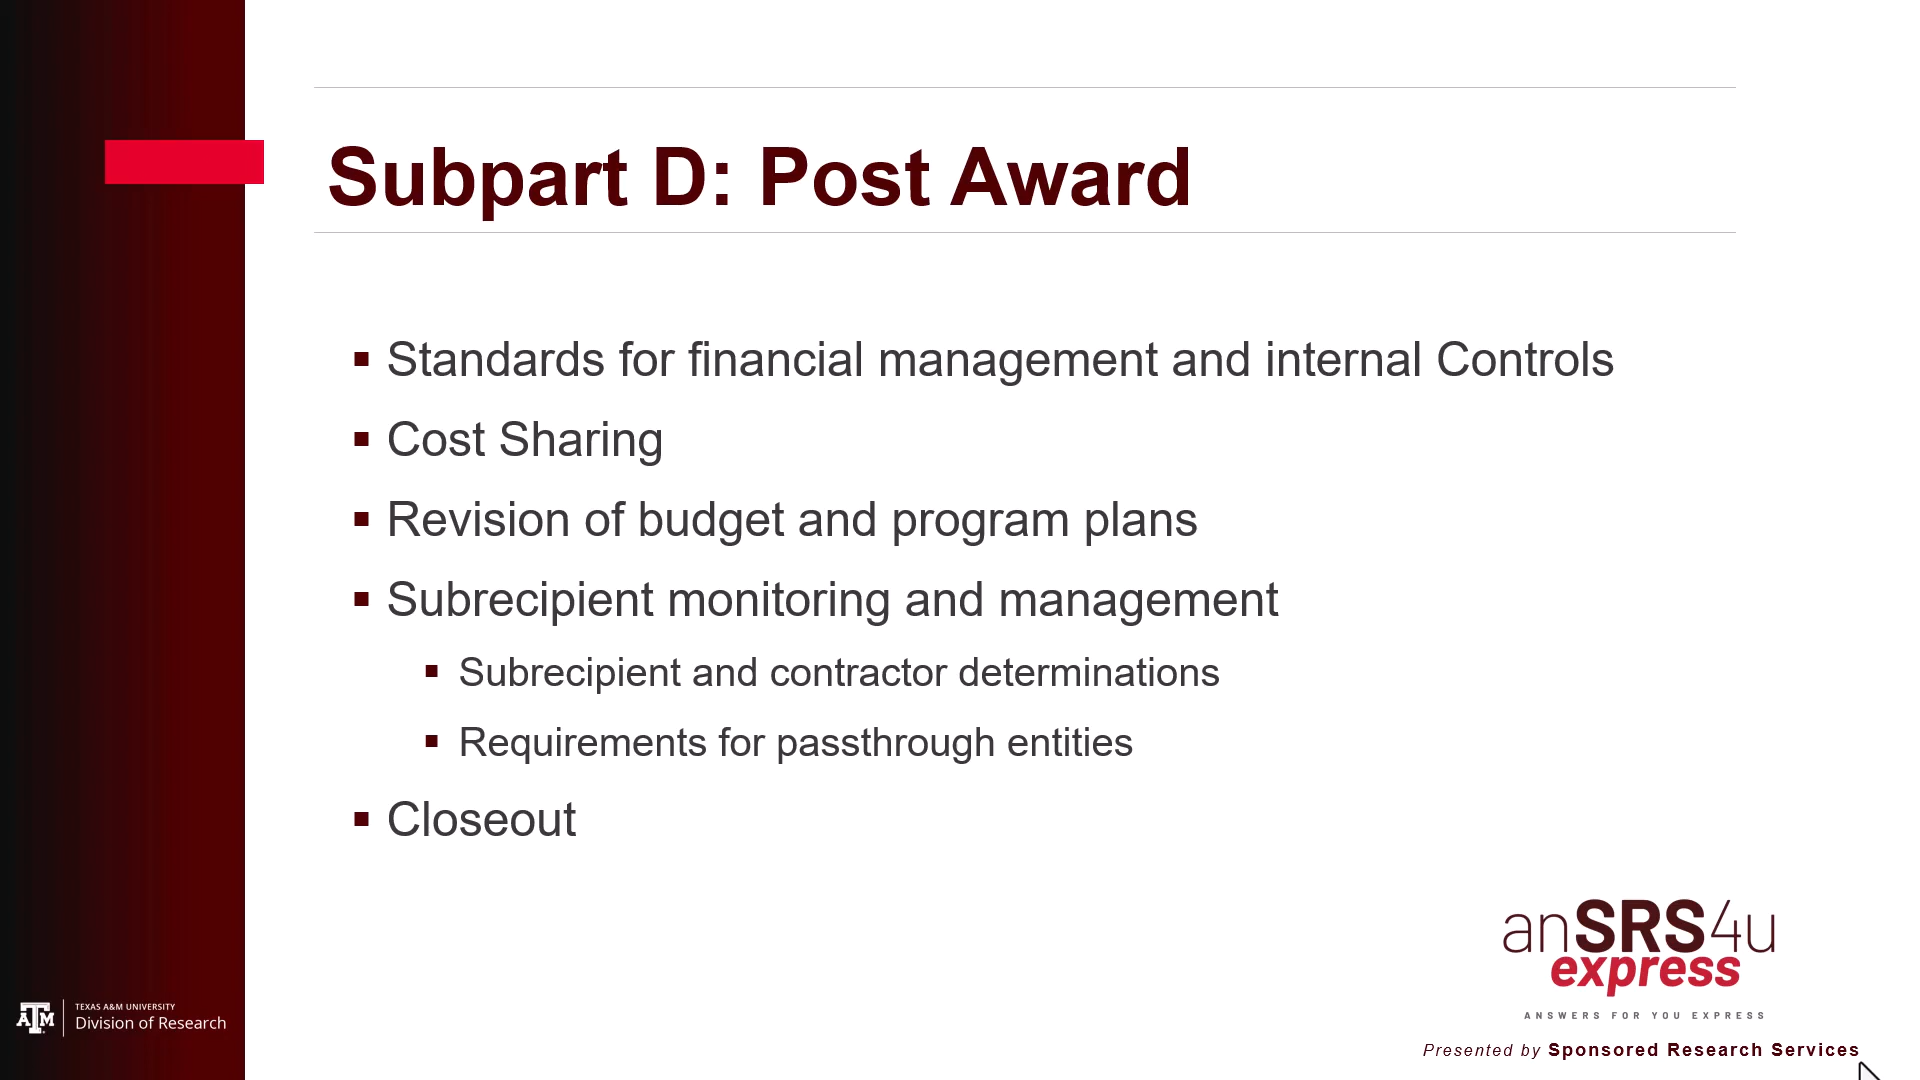 Subpart D: Post Award
Standards for financial management and internal Controls
Cost Sharing
Revision of budget and program plans
Subrecipient monitoring and management
Subrecipient and contractor determinations
Requirements for passthrough entities
Closeout
anSRS4u
express
ANSWERS FOR YOU EXPRESS
Presented by Sponsored Research Services
ATM
TEXAS A&M UNIVERSITY
Division of Research